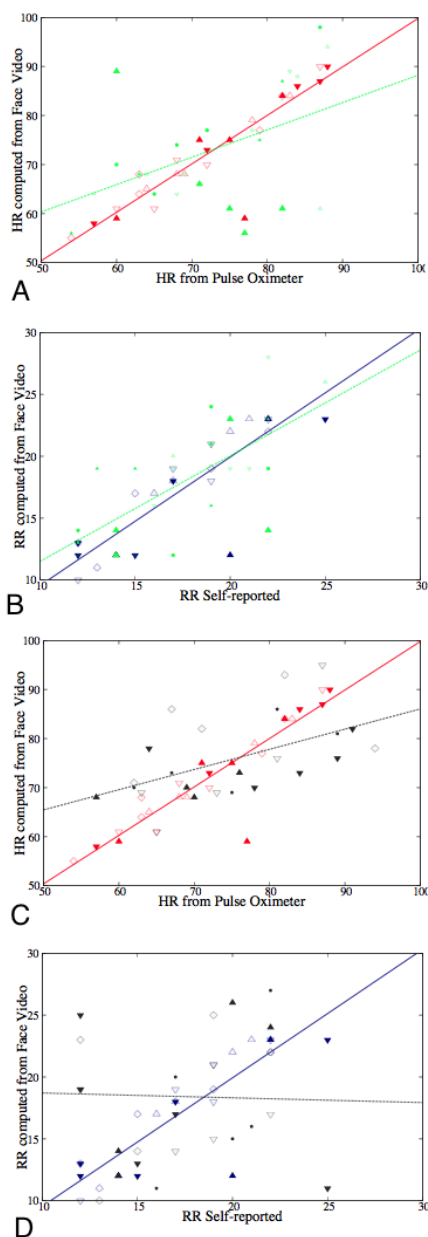 100
90
80
70
60
50
HR computed from Face Video
50 60 70 80 90 100
HR from Pulse Oximeter
A
30
25
20
15
10
RR computed from Face Video
10 15 20 25 30
RR Self-reported
B
100
90
80
70
60
50
HR computed from Face Video
50 60 70 80 90 100
HR from Pulse Oximeter
C
30
25
20
15
10
RR computed from Face Video
10 15 20 25 30
RR Self-reported
D